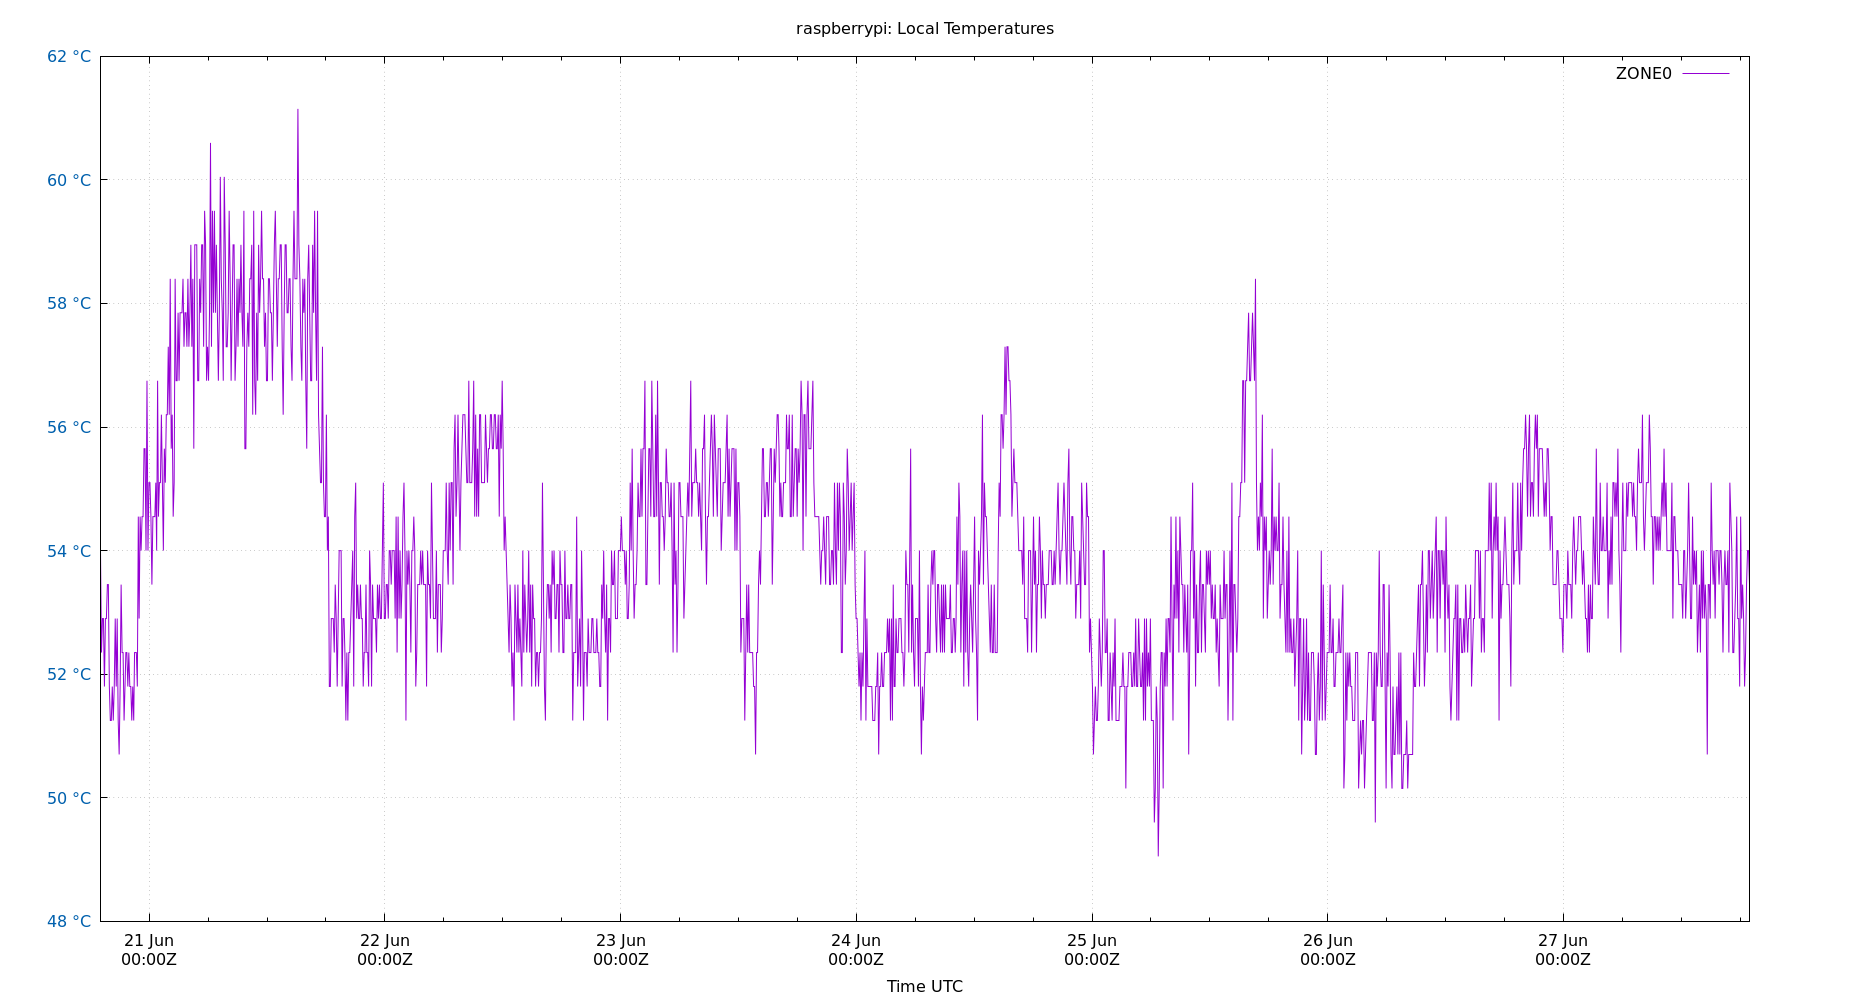 raspberrypi: Local Temperatures
62 °C
ZONE0
60 °C
58 °C
56 °C
54 °C
52 °C
50 °C
48 °C
21 Jun 22 Jun 23 Jun 24 Jun 25 Jun 26 Jun 27 Jun
00:00Z 00:00Z 00:00Z 00:00Z 00:00Z 00:00Z 00:00Z
Time UTC